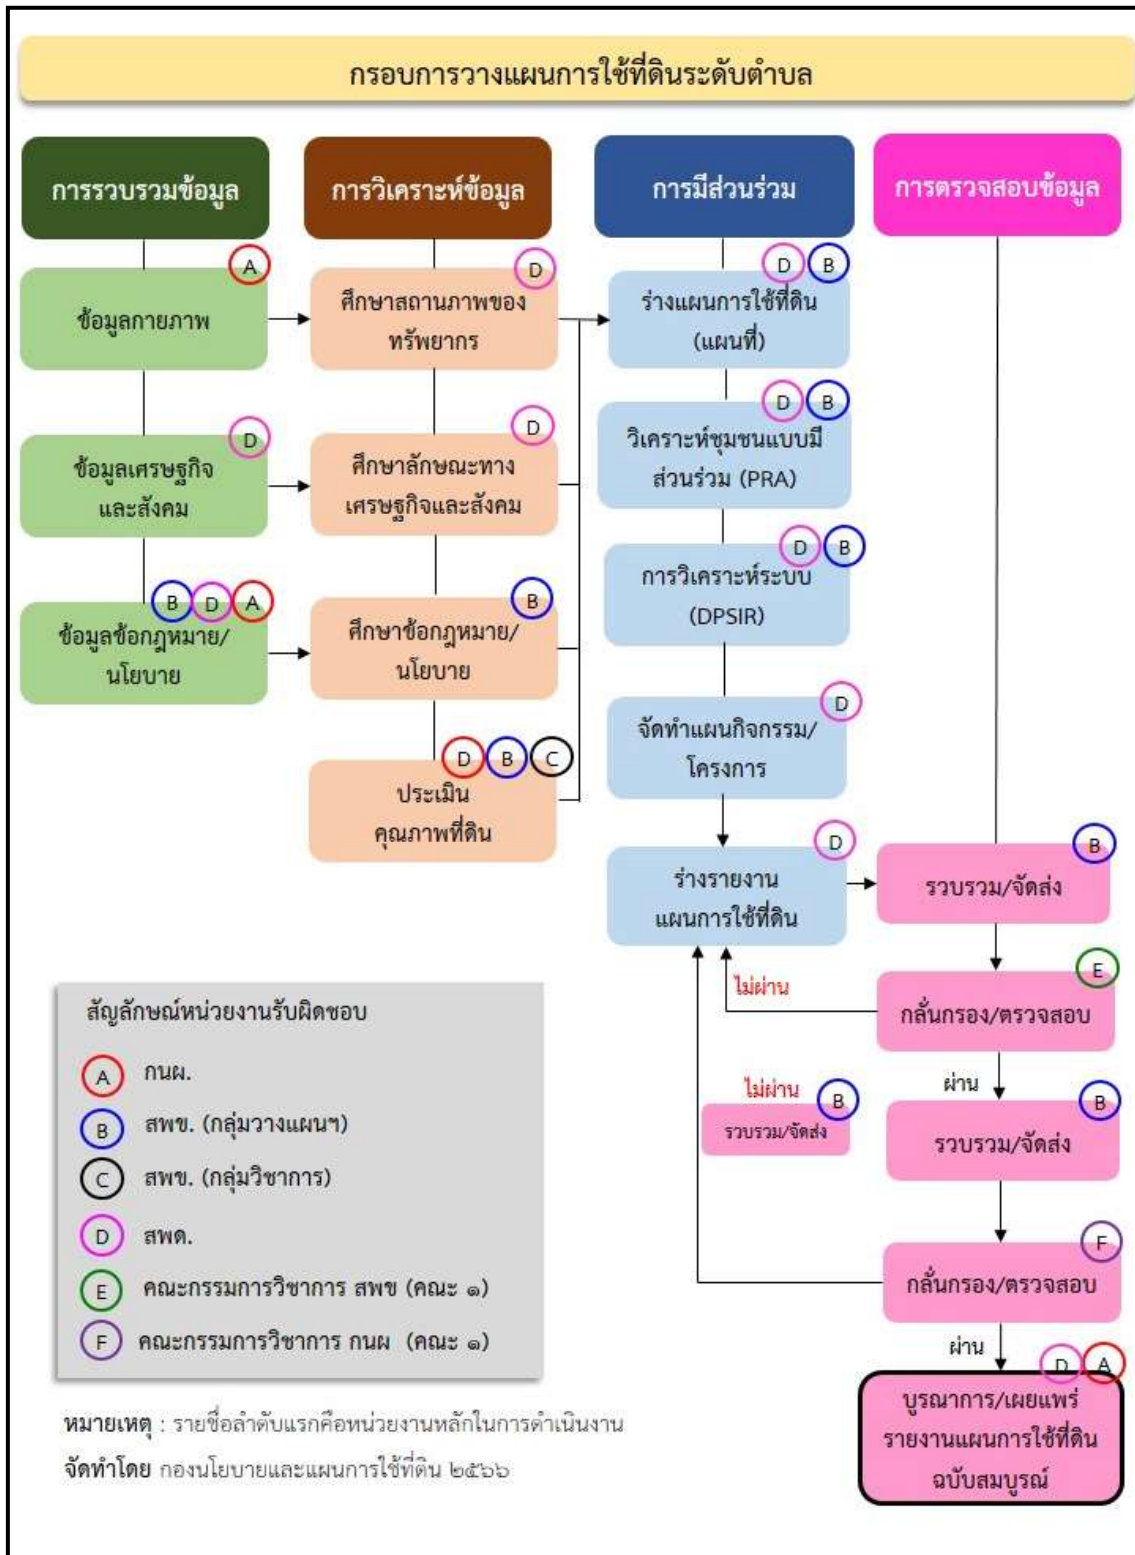 กรอบการวางแผนการใช้ที่ดินระดับตำบล
การรวบรวมข้อมูล
A
ข้อมูลกายภาพ
D
ข้อมูลเศรษฐกิจ
และสังคม
B D A
ข้อมูลข้อกฎหมาย/
นโยบาย
การวิเคราะห์ข้อมูล
D
ศึกษาสถานภาพของ
ทรัพยากร
D
ศึกษาลักษณะทาง
เศรษฐกิจและสังคม
B
ศึกษาข้อกฎหมาย/
นโยบาย
D B C
ประเมิน
คุณภาพที่ดิน
การมีส่วนร่วม
D B
ร่างแผนการใช้ที่ดิน
(แผนที่)
D B
วิเคราะห์ชุมชนแบบมี
ส่วนร่วม (PRA)
D B
การวิเคราะห์ระบบ
(DPSIR)
D
จัดทำแผนกิจกรรม/
โครงการ
D
ร่างรายงาน
แผนการใช้ที่ดิน
การตรวจสอบข้อมูล
B
รวบรวม/จัดส่ง
E
กลั่นกรอง/ตรวจสอบ
ไม่ผ่าน
ผ่าน
B
รวบรวม/จัดส่ง
ไม่ผ่าน
B
รวบรวม/จัดส่ง
F
กลั่นกรอง/ตรวจสอบ
ผ่าน
D A
บูรณาการ/เผยแพร่
รายงานแผนการใช้ที่ดิน
ฉบับสมบูรณ์
สัญลักษณ์หน่วยงานรับผิดชอบ
A กนผ.
B สพข. (กลุ่มวางแผนฯ)
C สพข. (กลุ่มวิชาการ)
D สพด.
E คณะกรรมการวิชาการ สพข (คณะ ๑)
F คณะกรรมการวิชาการ กนผ (คณะ ๑)
หมายเหตุ : รายชื่อลำดับแรกคือหน่วยงานหลักในการดำเนินงาน
จัดทำโดย กองนโยบายและแผนการใช้ที่ดิน ๒๕๖๖